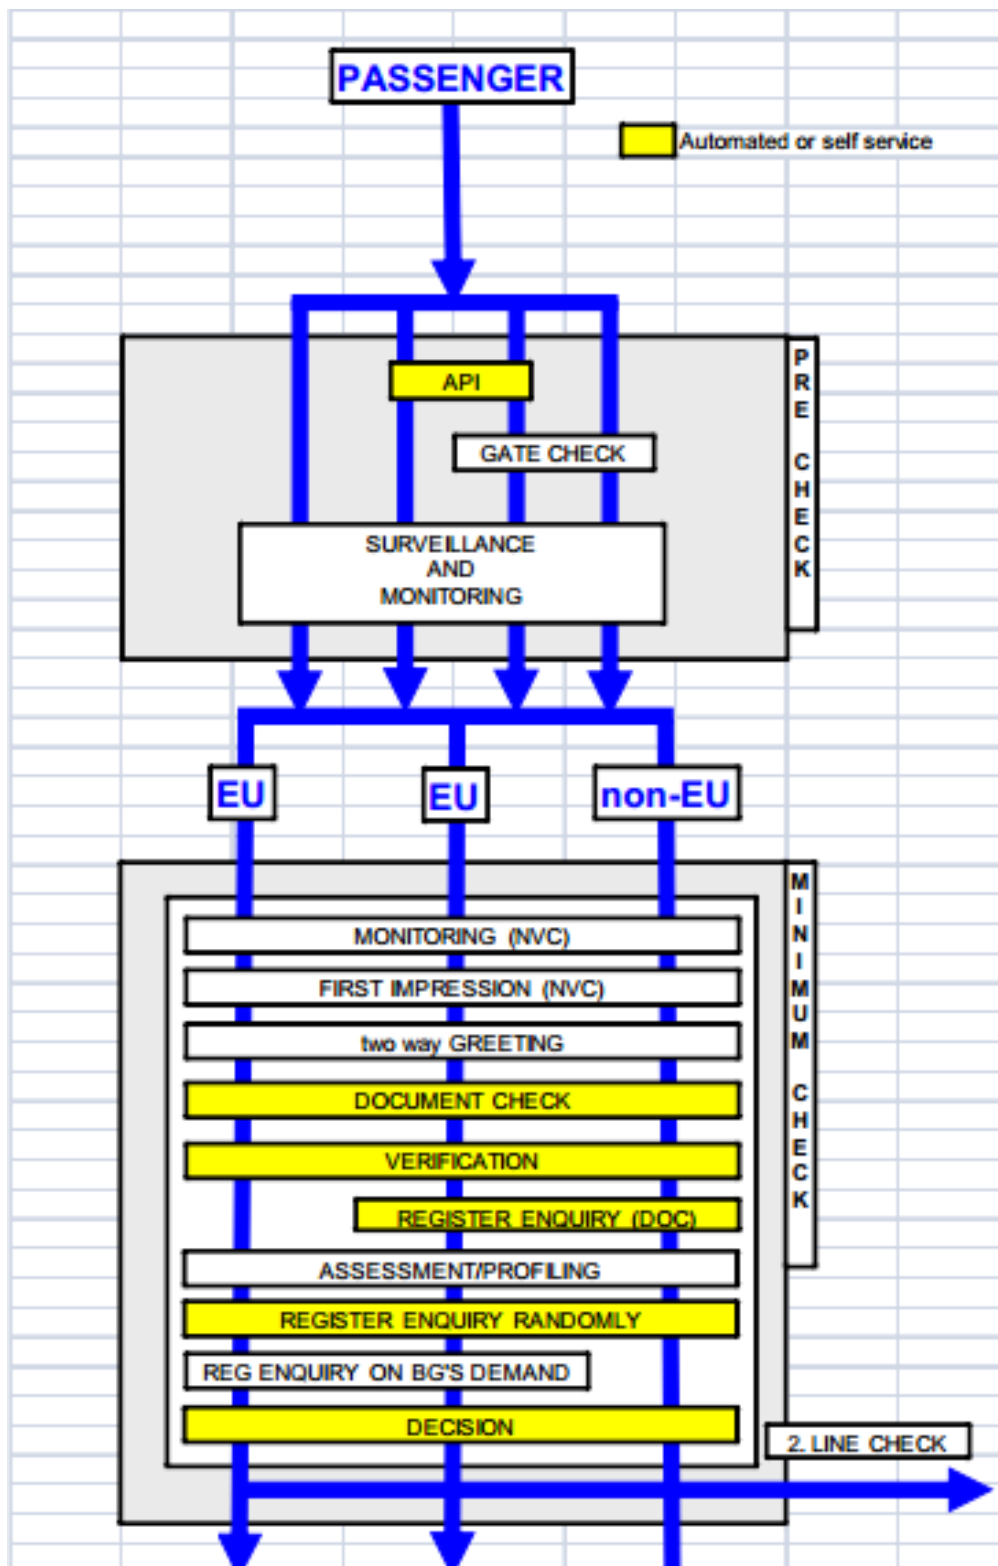 PASSENGER
Automated or self service
API
GATE CHECK
SURVEILLANCE
AND
MONITORING
PRE CHECK
EU
EU
non-EU
MONITORING (NVC)
FIRST IMPRESSION (NVC)
two way GREETING
DOCUMENT CHECK
VERIFICATION
REGISTER ENQUIRY (DOC)
ASSESSMENT/PROFILING
REGISTER ENQUIRY RANDOMLY
REG ENQUIRY ON BG'S DEMAND
DECISION
MINIMUM CHECK
2. LINE CHECK